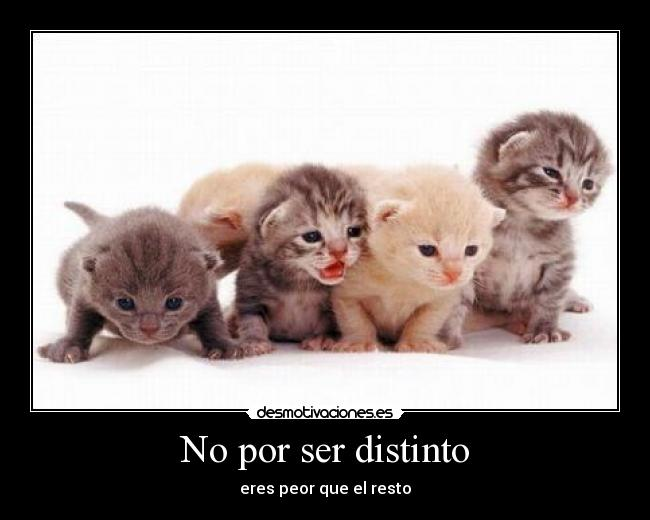 desmotivaciones.es
No por ser distinto
eres peor que el resto